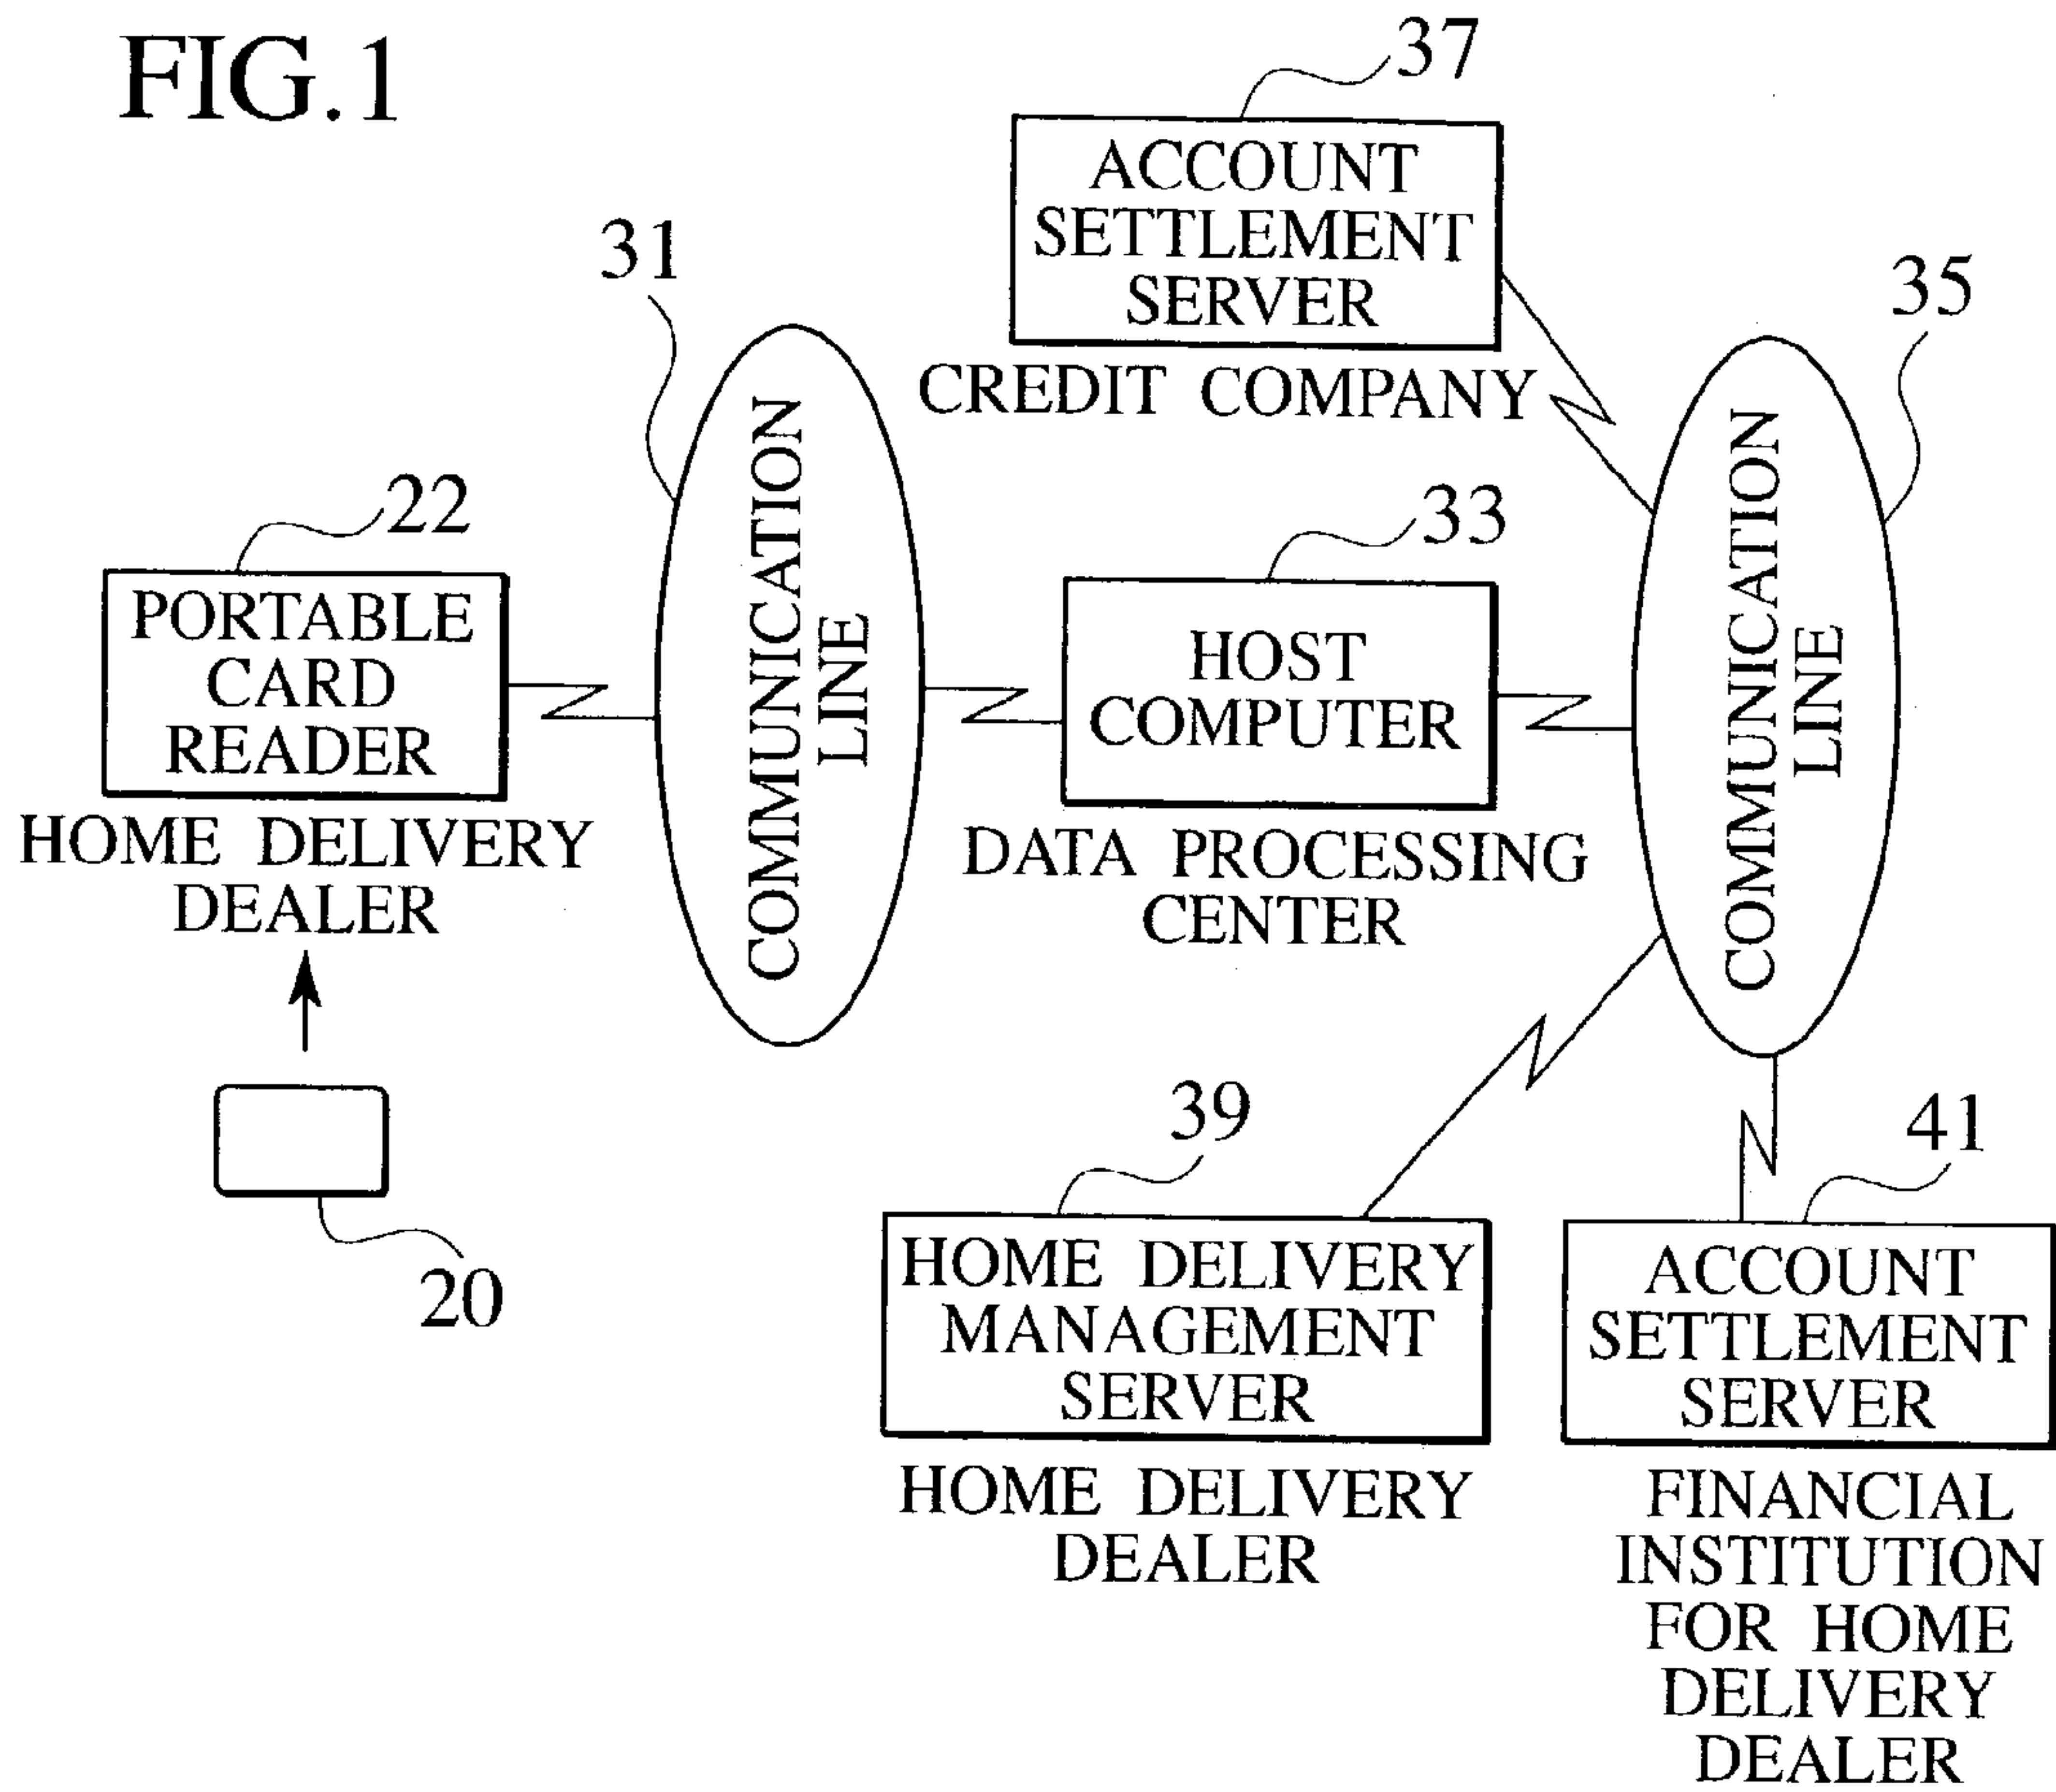 FIG.1
37
ACCOUNT
SETTLEMENT
SERVER
CREDIT COMPANY
31
COMMUNICATION
LINE
35
COMMUNICATION
LINE
22
PORTABLE
CARD
READER
HOME DELIVERY
DEALER
33
HOST
COMPUTER
DATA PROCESSING
CENTER
20
39
HOME DELIVERY
MANAGEMENT
SERVER
HOME DELIVERY
DEALER
41
ACCOUNT
SETTLEMENT
SERVER
FINANCIAL
INSTITUTION
FOR HOME
DELIVERY
DEALER